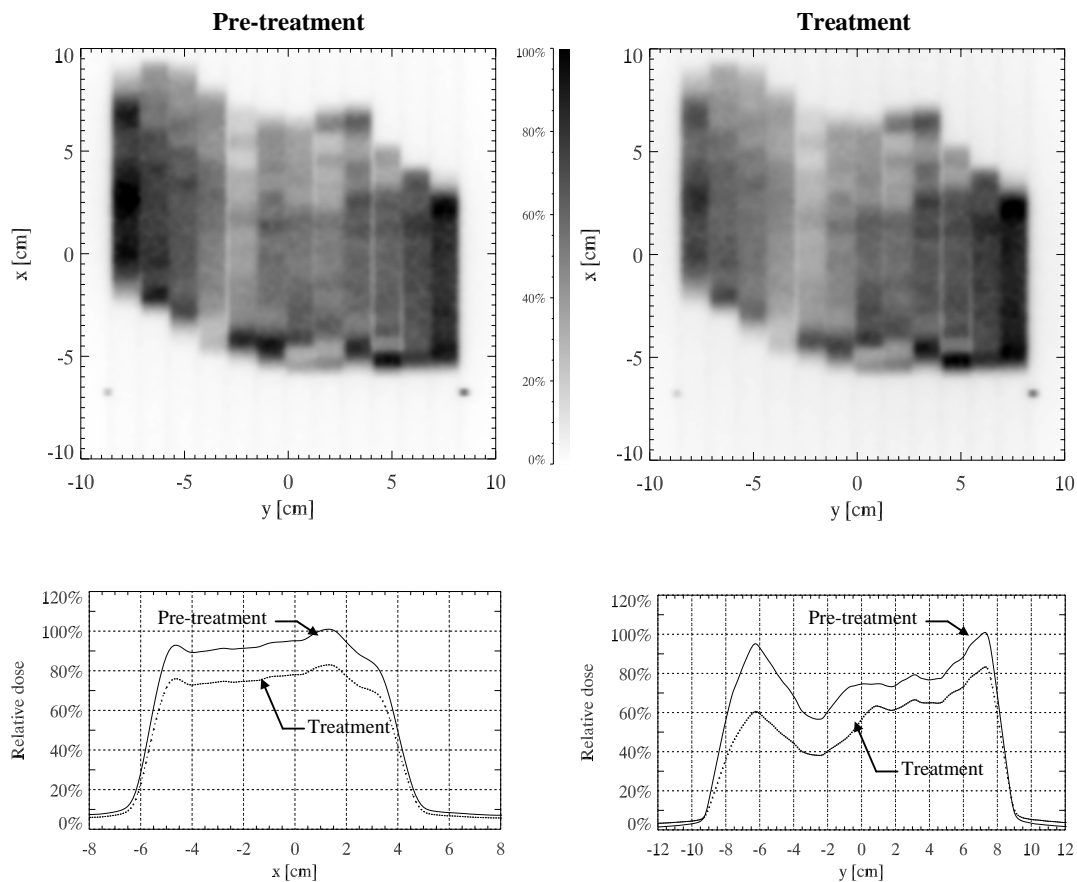 Pre-treatment
Treatment
10
5
0
-5
-10
x [cm]
-10 -5 0 5 10
y [cm]
100%
80%
60%
40%
20%
0%
10
5
0
-5
-10
x [cm]
-10 -5 0 5 10
y [cm]
120%
100%
80%
60%
40%
20%
0%
Relative dose
Pre-treatment
Treatment
-8 -6 -4 -2 0 2 4 6 8
x [cm]
120%
100%
80%
60%
40%
20%
0%
Relative dose
Pre-treatment
Treatment
-12 -10 -8 -6 -4 -2 0 2 4 6 8 10 12
y [cm]